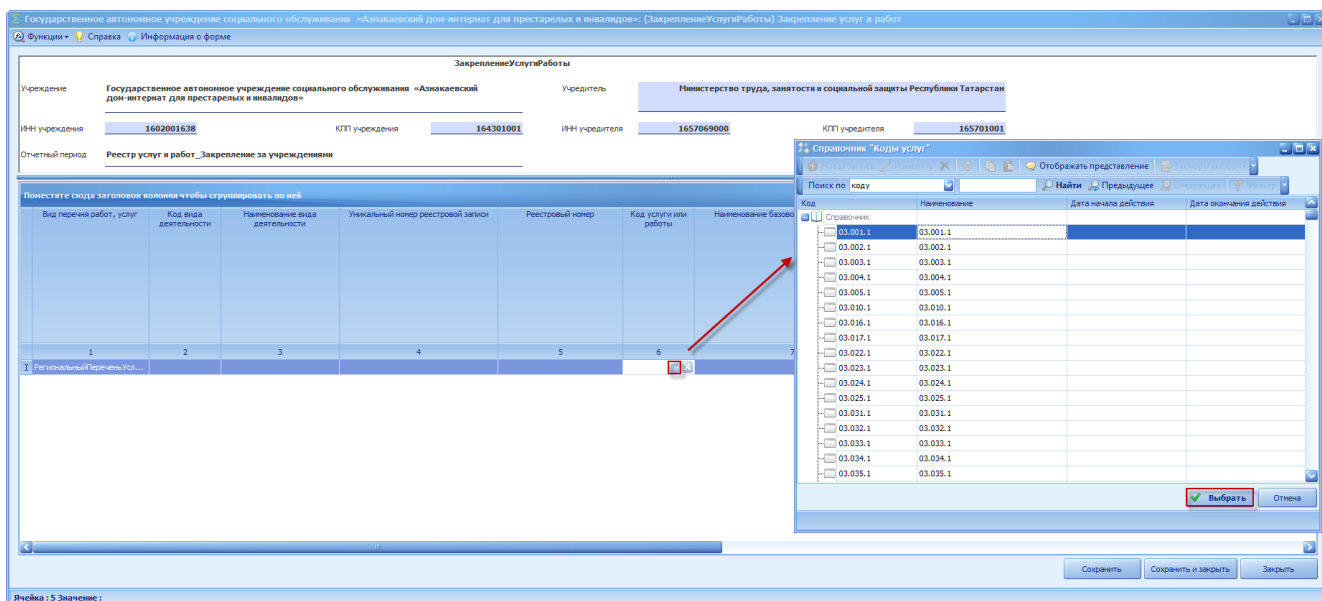 Государственное автономное учреждение социального обслуживания «Азнакаевский дом-интернат для престарелых и инвалидов»: (ЗакреплениеУслугиРаботы) Закрепление услуг и работ
Функции Справка Информация о форме
ЗакреплениеУслугиРаботы
Учреждение Государственное автономное учреждение социального обслуживания «Азнакаевский Учредитель Министерство труда, занятости и социальной защиты Республики Татарстан
дом-интернат для престарелых и инвалидов»
ИНН учреждения 1602001638 КПП учреждения 164301001 ИНН учредителя 1657069000 КПП учредителя 165701001
Отчетный период Реестр услуг и работ_Закрепление за учреждениями
Поместите сюда заголовок колонки чтобы сгруппировать по ней
Вид перечня работ, услуг Код вида Наименование вида Уникальный номер реестровой записи Реестровый номер Код услуги или Наименование базово
деятельности деятельности работы
1 2 3 4 5 6 7
РегиональныйПереченьУсл...
Справочник "Коды услуг"
Отображать представление
Поиск по коду Найти Предыдущее
Код Наименование Дата начала действия Дата окончания действия
Справочник
03.001.1 03.001.1
03.002.1 03.002.1
03.003.1 03.003.1
03.004.1 03.004.1
03.005.1 03.005.1
03.010.1 03.010.1
03.016.1 03.016.1
03.017.1 03.017.1
03.022.1 03.022.1
03.023.1 03.023.1
03.024.1 03.024.1
03.025.1 03.025.1
03.031.1 03.031.1
03.032.1 03.032.1
03.033.1 03.033.1
03.034.1 03.034.1
03.035.1 03.035.1
Выбрать Отмена
Сохранить Сохранить и закрыть Закрыть
Ячейка : 5 Значение :